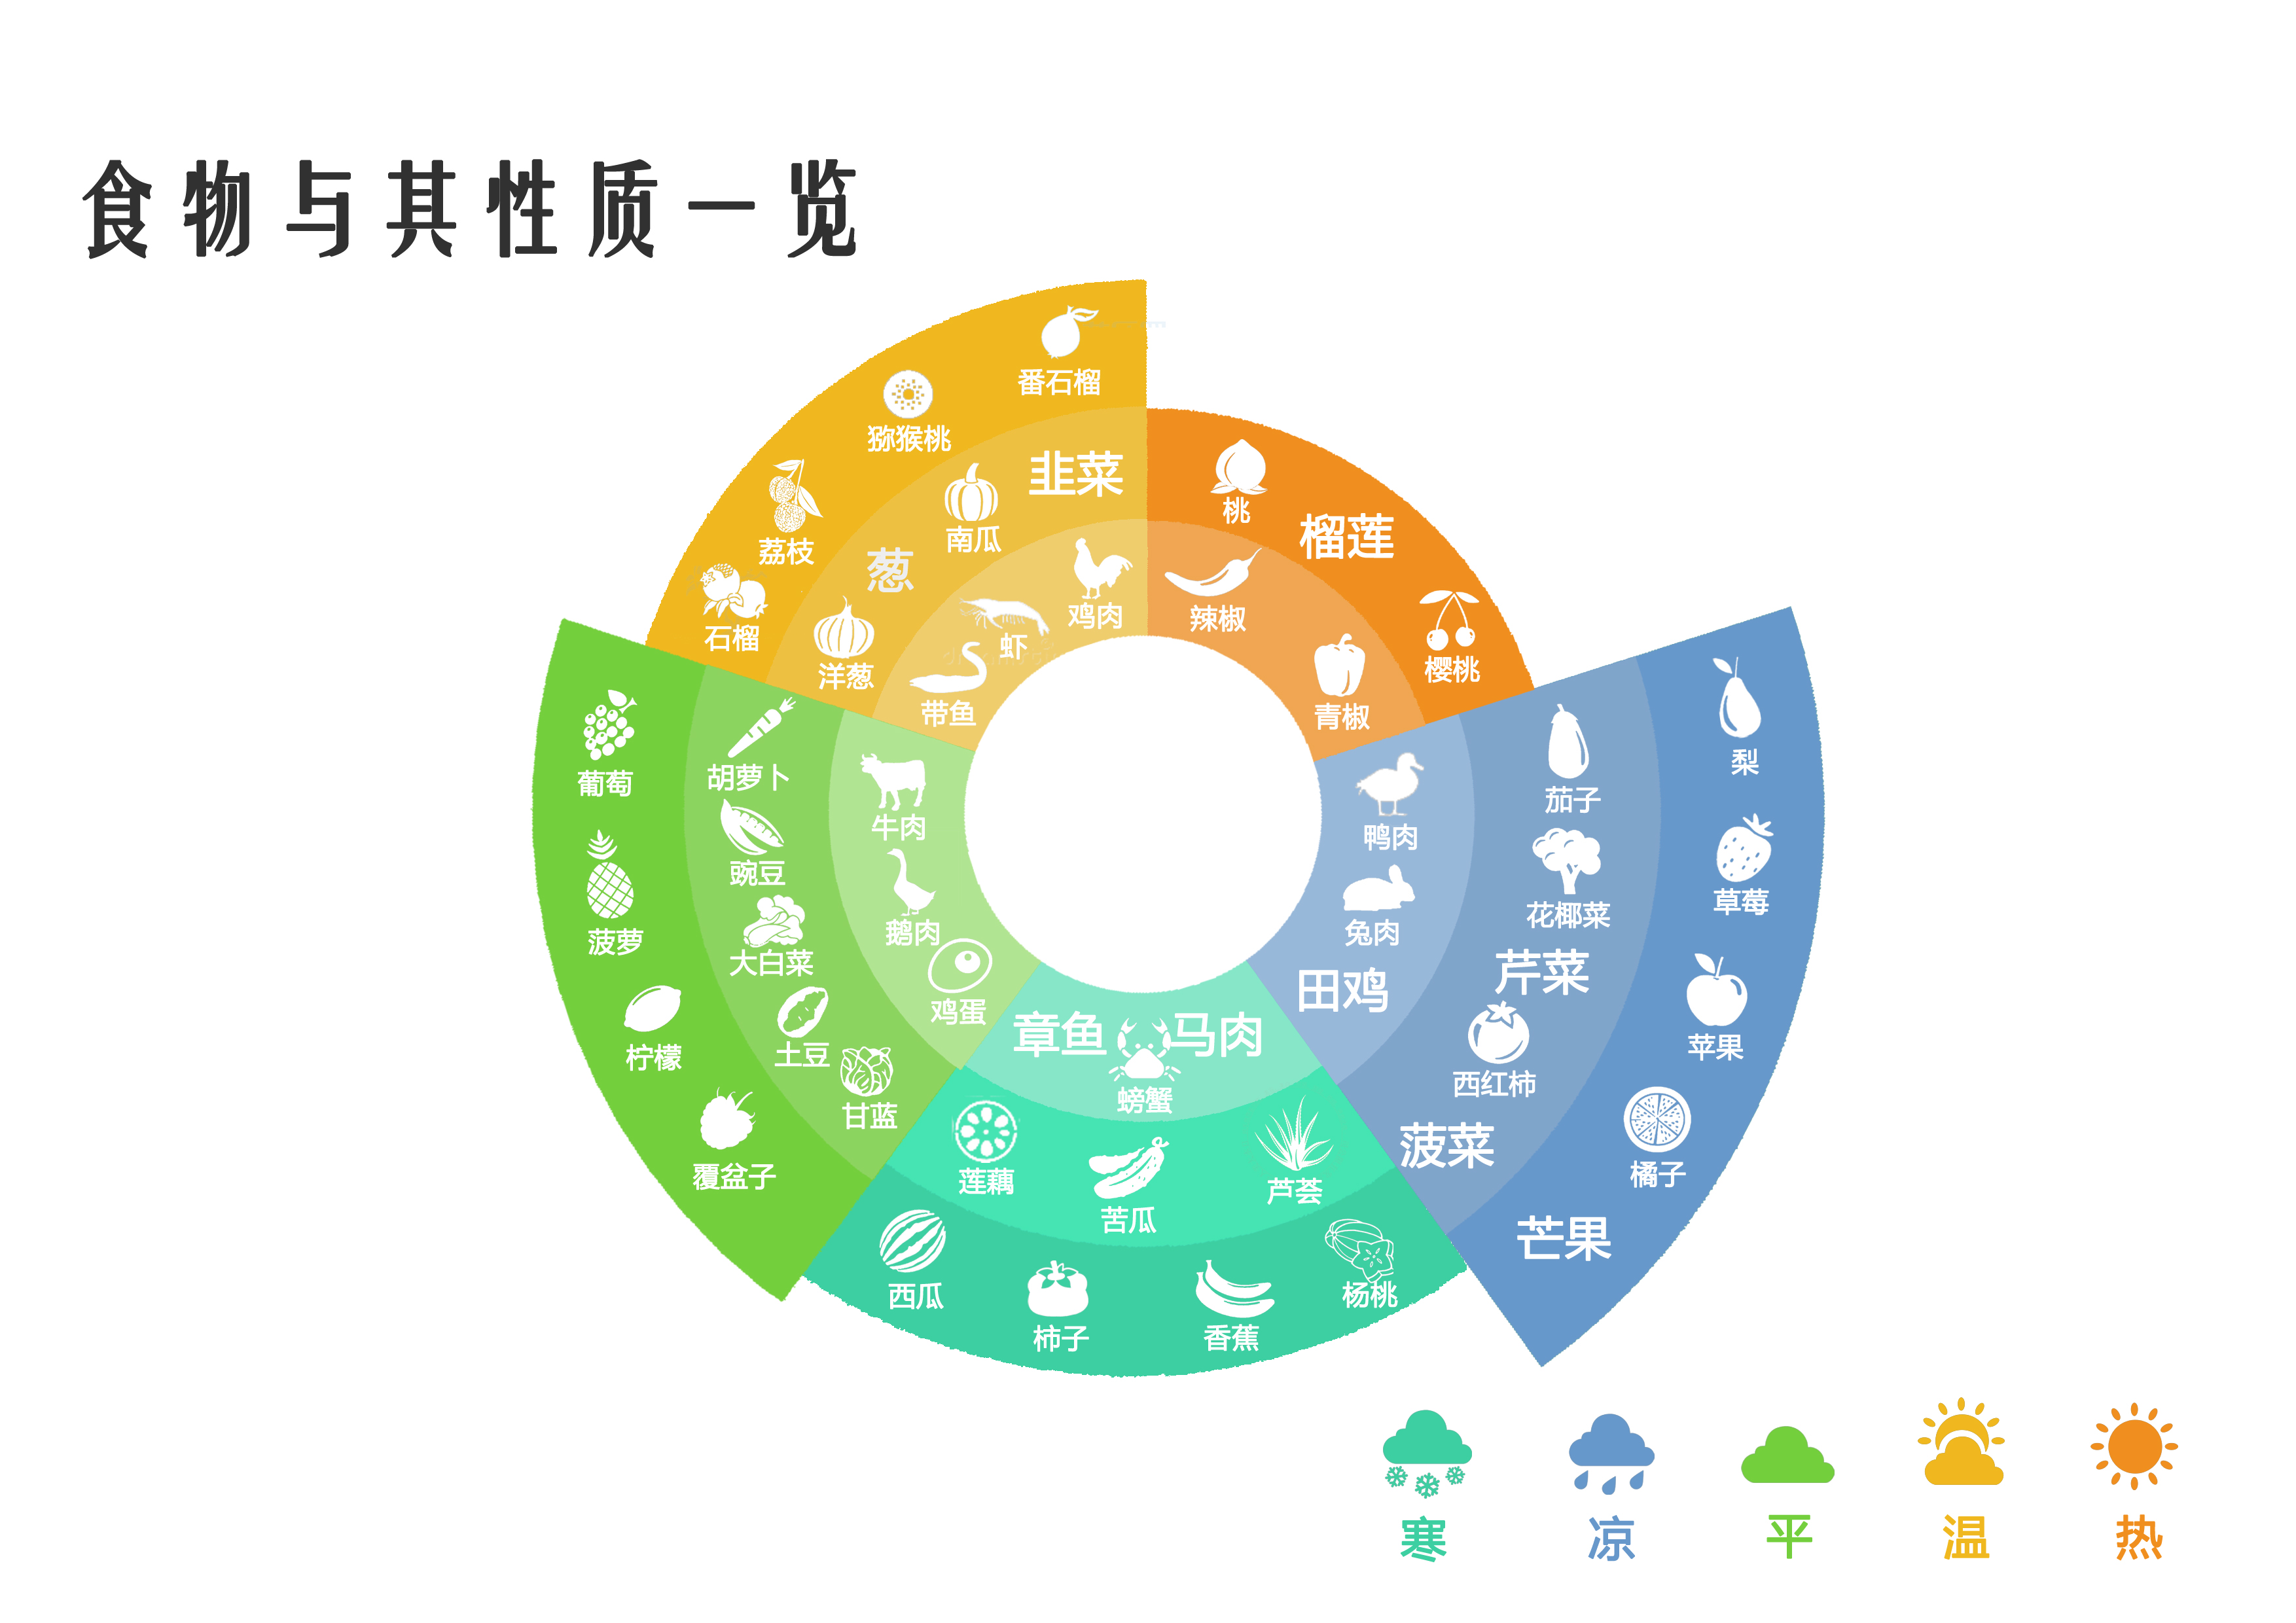 食物与其性质一览
番石榴
猕猴桃
荔枝
石榴
韭菜
南瓜
葱
洋葱
鸡肉
虾
带鱼
桃
榴莲
樱桃
辣椒
青椒
梨
草莓
苹果
橘子
芒果
茄子
花椰菜
芹菜
西红柿
菠菜
鸭肉
兔肉
田鸡
章鱼
马肉
螃蟹
莲藕
苦瓜
芦荟
西瓜
柿子
香蕉
杨桃
牛肉
鹅肉
鸡蛋
胡萝卜
豌豆
大白菜
土豆
甘蓝
葡萄
菠萝
柠檬
覆盆子
寒
凉
平
温
热